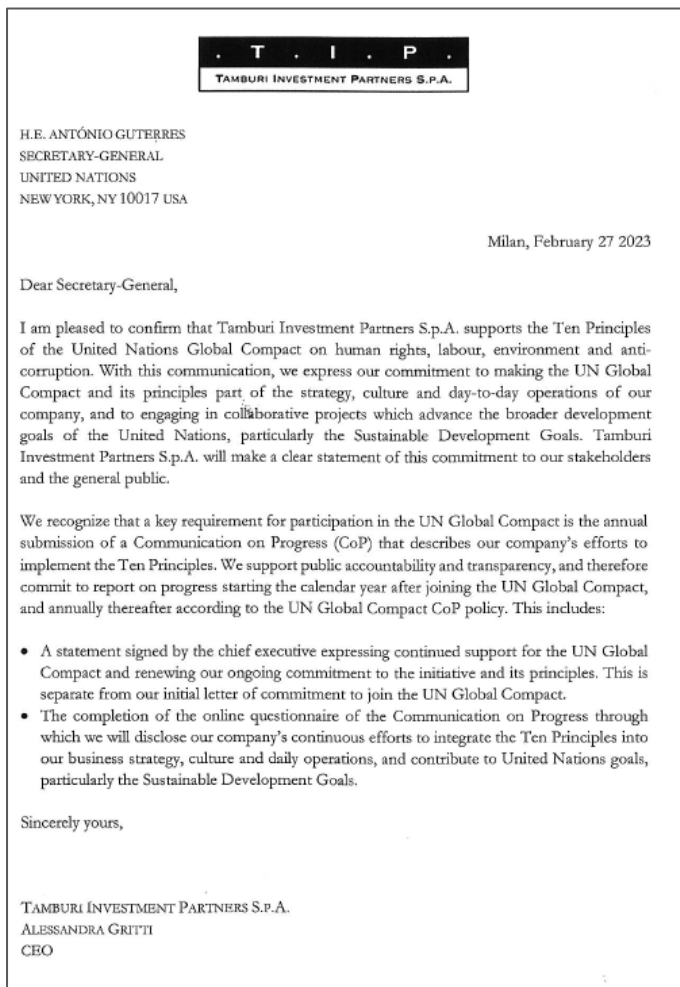 . T . I . P .
TAMBURI INVESTMENT PARTNERS S.P.A.
H.E. ANTÓNIO GUTERRES
SECRETARY-GENERAL
UNITED NATIONS
NEW YORK, NY 10017 USA
Milan, February 27 2023
Dear Secretary-General,
I am pleased to confirm that Tamburi Investment Partners S.p.A. supports the Ten Principles
of the United Nations Global Compact on human rights, labour, environment and anti-
corruption. With this communication, we express our commitment to making the UN Global
Compact and its principles part of the strategy, culture and day-to-day operations of our
company, and to engaging in collaborative projects which advance the broader development
goals of the United Nations, particularly the Sustainable Development Goals. Tamburi
Investment Partners S.p.A. will make a clear statement of this commitment to our stakeholders
and the general public.
We recognize that a key requirement for participation in the UN Global Compact is the annual
submission of a Communication on Progress (CoP) that describes our company's efforts to
implement the Ten Principles. We support public accountability and transparency, and therefore
commit to report on progress starting the calendar year after joining the UN Global Compact,
and annually thereafter according to the UN Global Compact CoP policy. This includes:
• A statement signed by the chief executive expressing continued support for the UN Global
Compact and renewing our ongoing commitment to the initiative and its principles. This is
separate from our initial letter of commitment to join the UN Global Compact.
• The completion of the online questionnaire of the Communication on Progress through
which we will disclose our company's continuous efforts to integrate the Ten Principles into
our business strategy, culture and daily operations, and contribute to United Nations goals,
particularly the Sustainable Development Goals.
Sincerely yours,
TAMBURI INVESTMENT PARTNERS S.P.A.
ALESSANDRA GRITTI
CEO